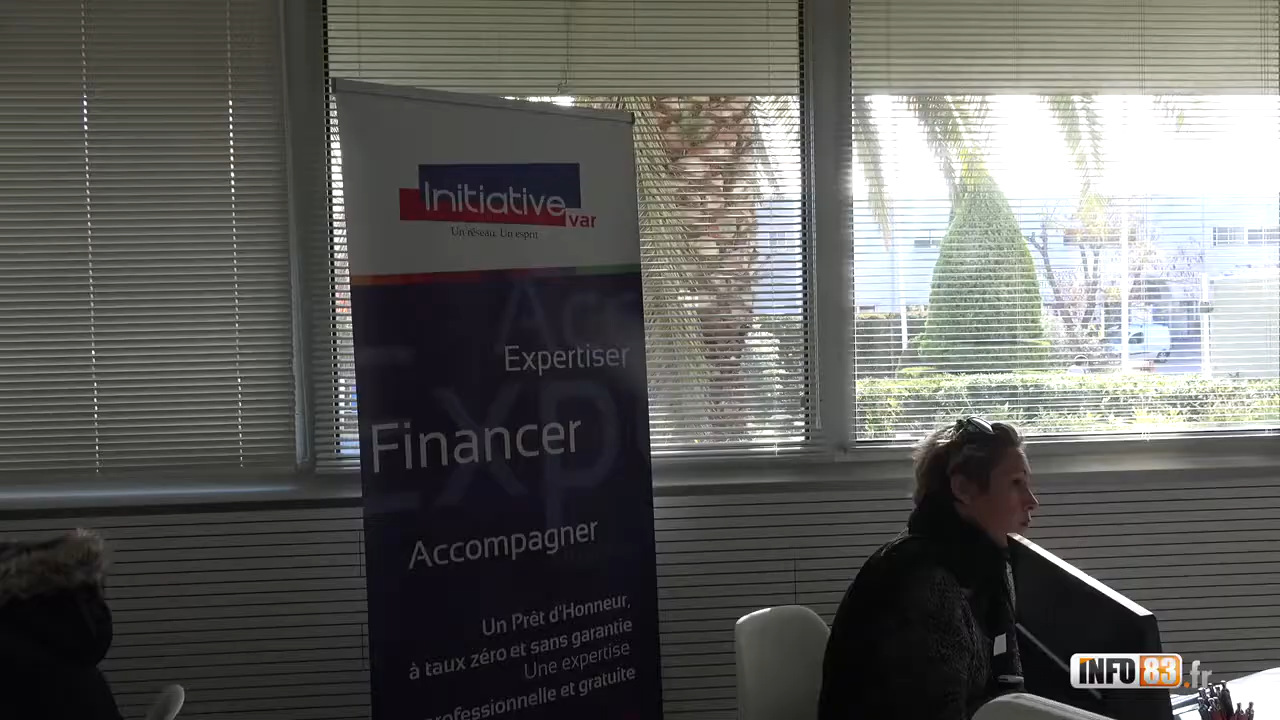 Initiative
var
Un réseau. Un esprit
Expertiser
Financer
Accompagner
Un Prêt d'Honneur,
à taux zéro et sans garantie
Une expertise
professionnelle et gratuite
INFO83.fr